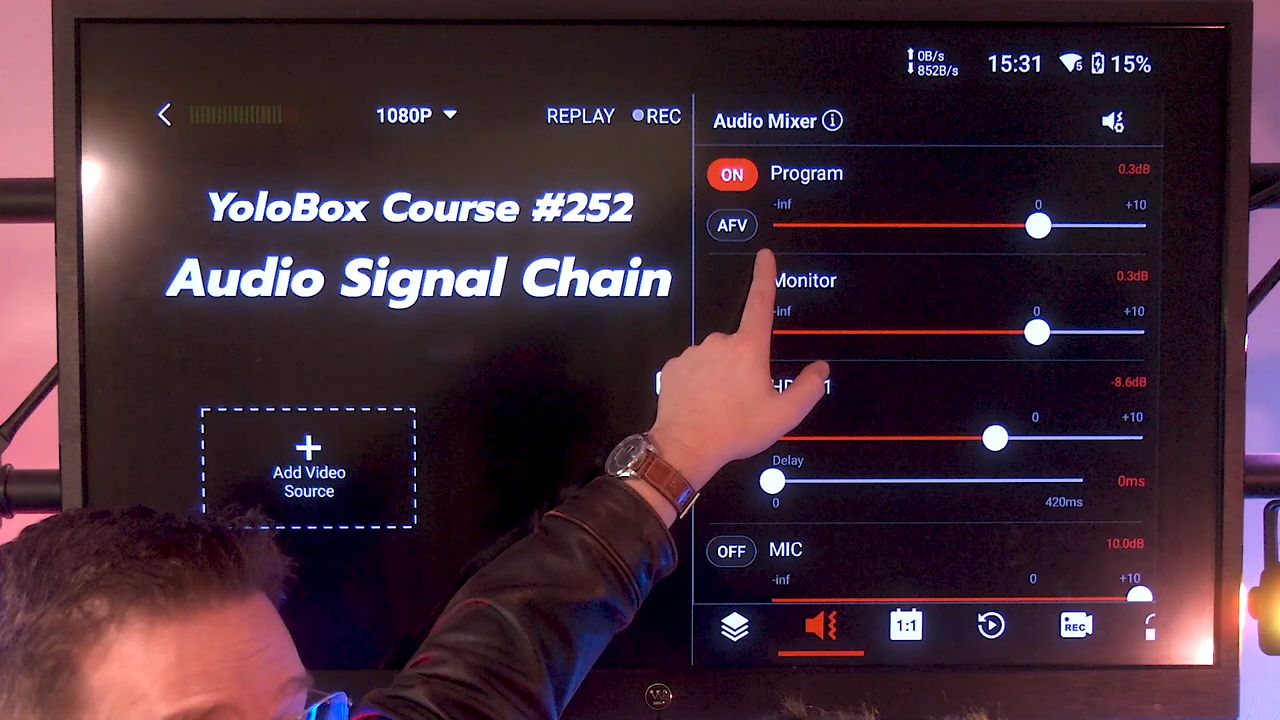 0B/s
852B/s
15:31
5
15%
1080P
REPLAY
REC
Audio Mixer
YoloBox Course #252
Audio Signal Chain
Add Video
Source
ON
Program
0.3dB
-inf
0
+10
AFV
Monitor
0.3dB
-inf
0
+10
-8.6dB
0
+10
Delay
0ms
0
420ms
OFF
MIC
10.0dB
-inf
0
+10
1:1
REC